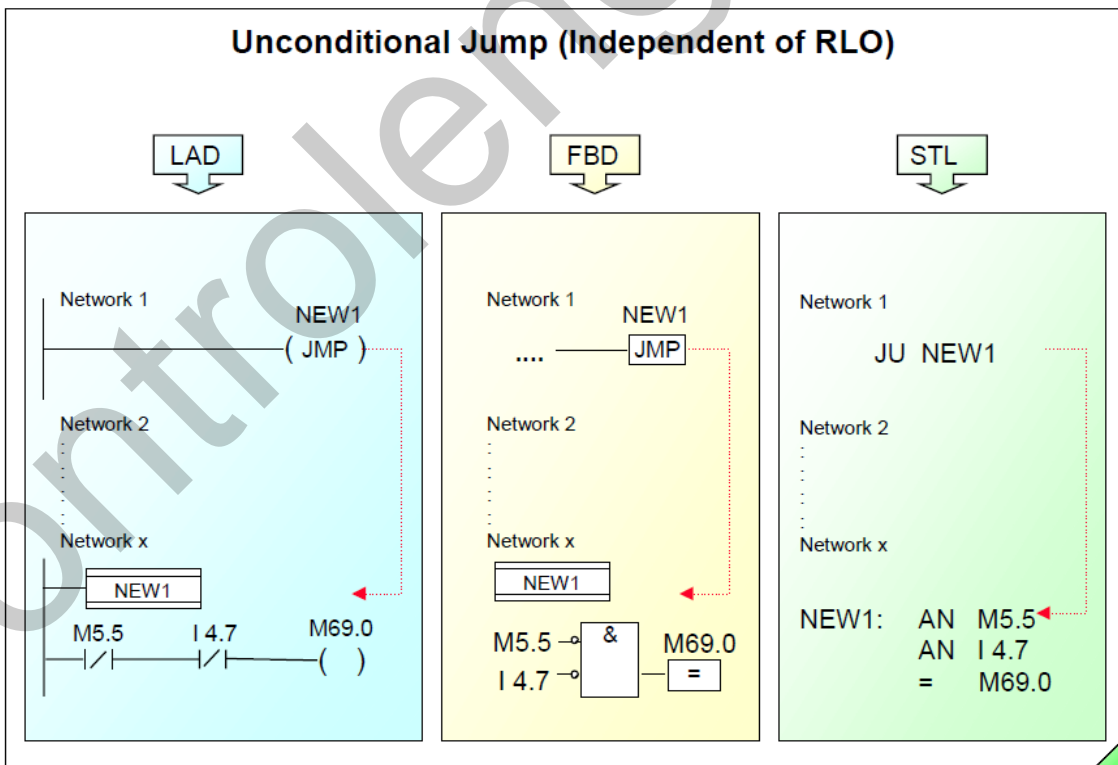 Unconditional Jump (Independent of RLO)
LAD
Network 1
NEW1
( JMP )
Network 2
Network x
NEW1
M5.5 I 4.7 M69.0
( )
FBD
Network 1
NEW1
.... JMP
Network 2
Network x
NEW1
M5.5 & M69.0
I 4.7 =
STL
Network 1
JU NEW1
Network 2
Network x
NEW1: AN M5.5
AN I 4.7
= M69.0